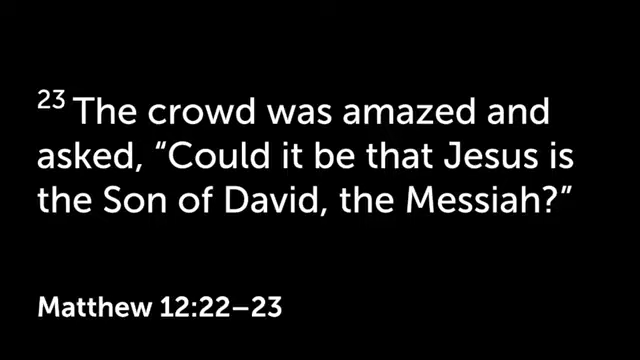 23 The crowd was amazed and
asked, “Could it be that Jesus is
the Son of David, the Messiah?”
Matthew 12:22–23